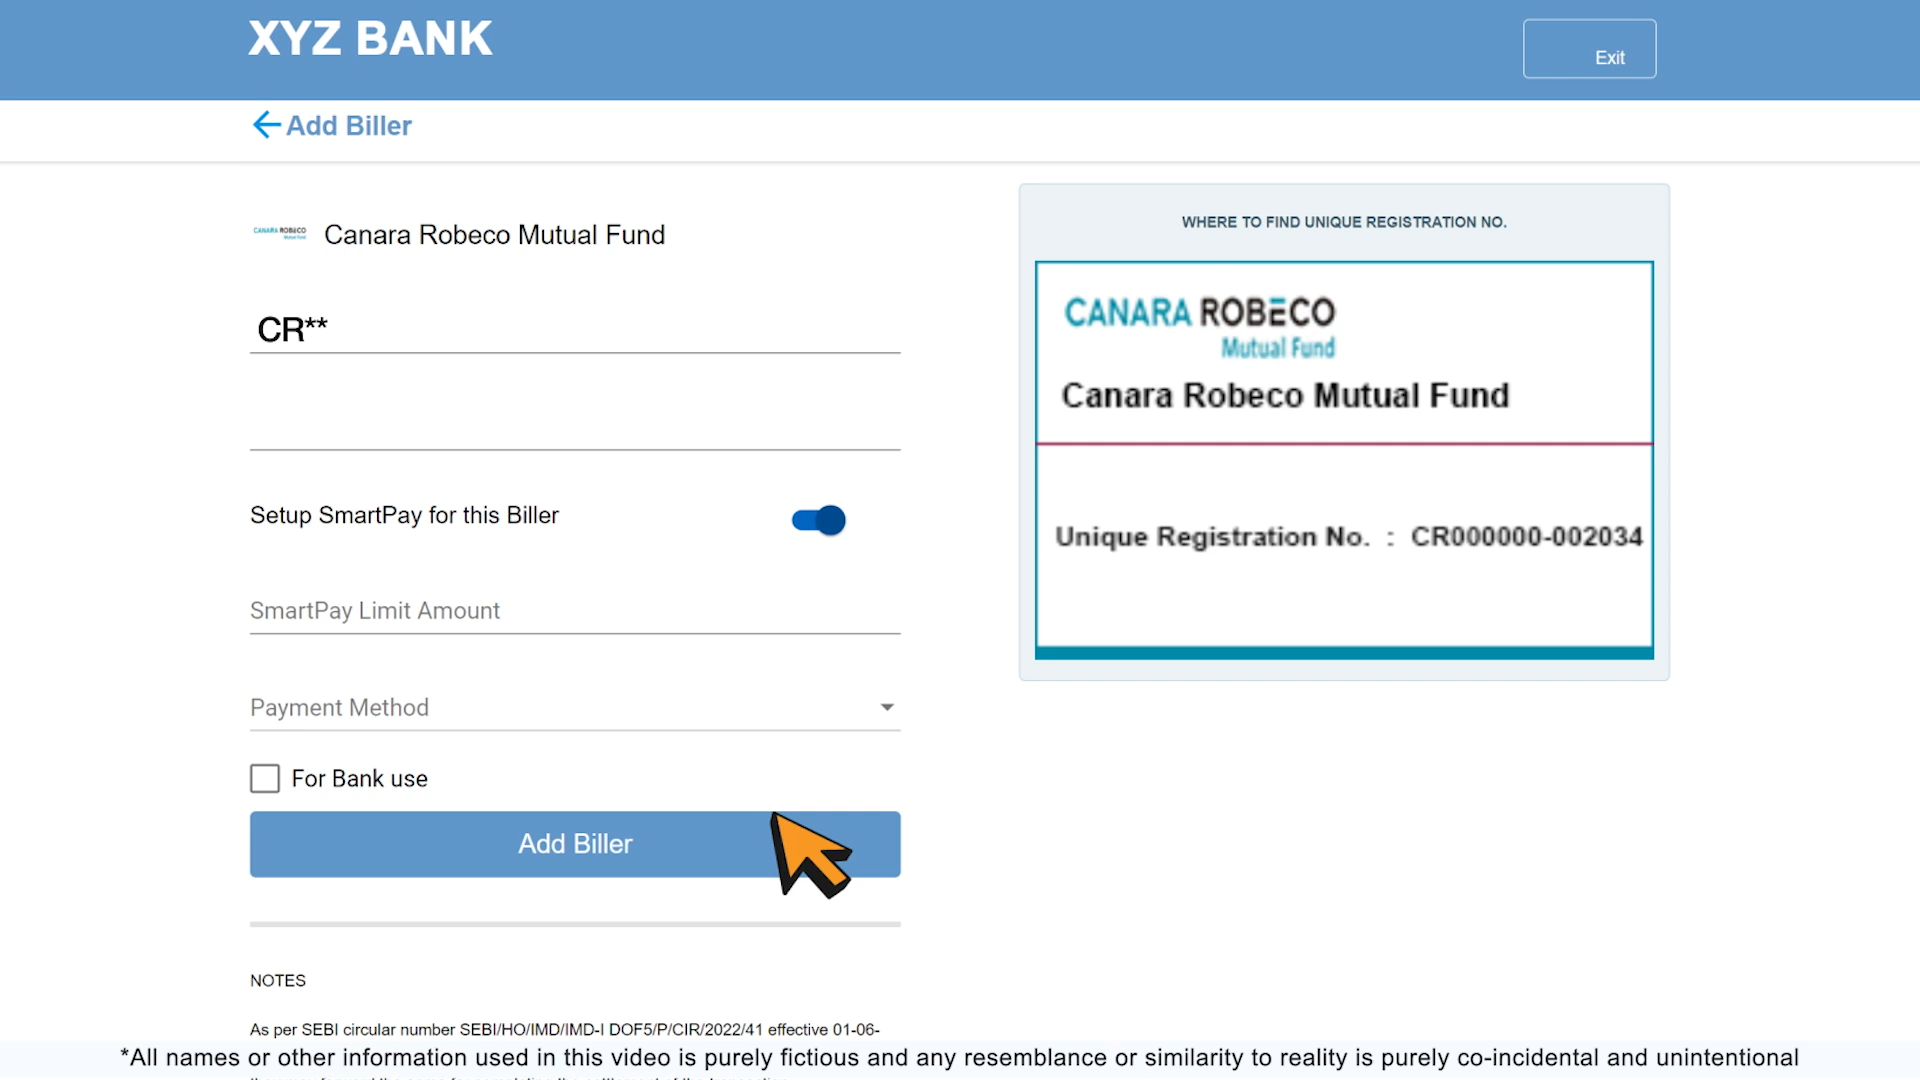 XYZ BANK
Exit
Add Biller
CANARA ROBECO
Mutual Fund
Canara Robeco Mutual Fund
CR**
Setup SmartPay for this Biller
SmartPay Limit Amount
Payment Method
For Bank use
Add Biller
NOTES
As per SEBI circular number SEBI/HO/IMD/IMD-I DOF5/P/CIR/2022/41 effective 01-06-
WHERE TO FIND UNIQUE REGISTRATION NO.
CANARA ROBECO
Mutual Fund
Canara Robeco Mutual Fund
Unique Registration No. : CR000000-002034
*All names or other information used in this video is purely fictious and any resemblance or similarity to reality is purely co-incidental and unintentional